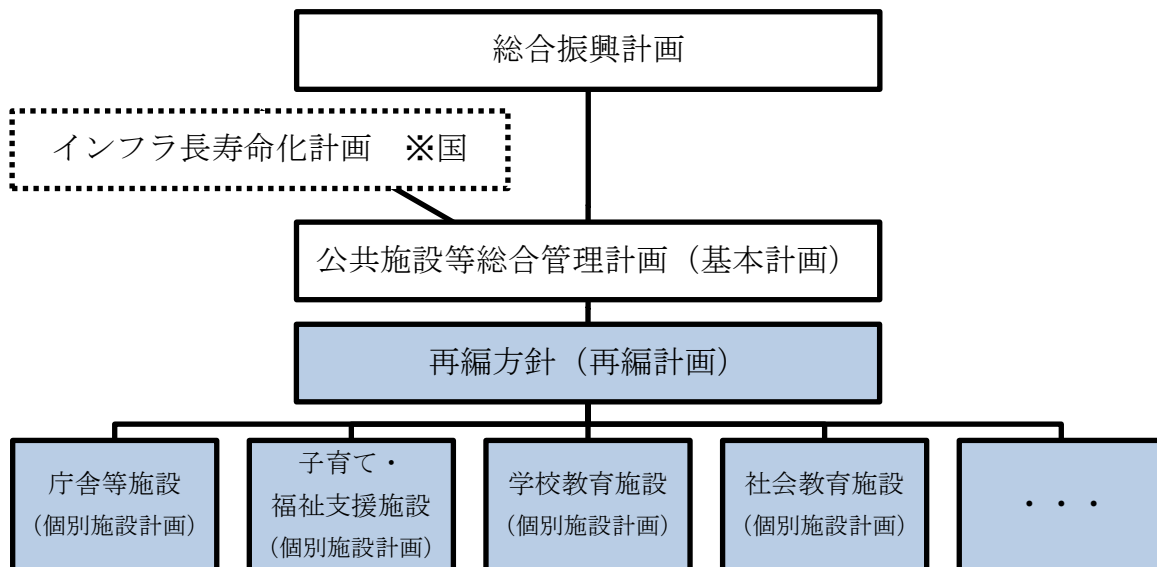 総合振興計画
インフラ長寿命化計画　※国
公共施設等総合管理計画（基本計画）
再編方針（再編計画）
庁舎等施設
（個別施設計画）
子育て・
福祉支援施設
（個別施設計画）
学校教育施設
（個別施設計画）
社会教育施設
（個別施設計画）
・・・